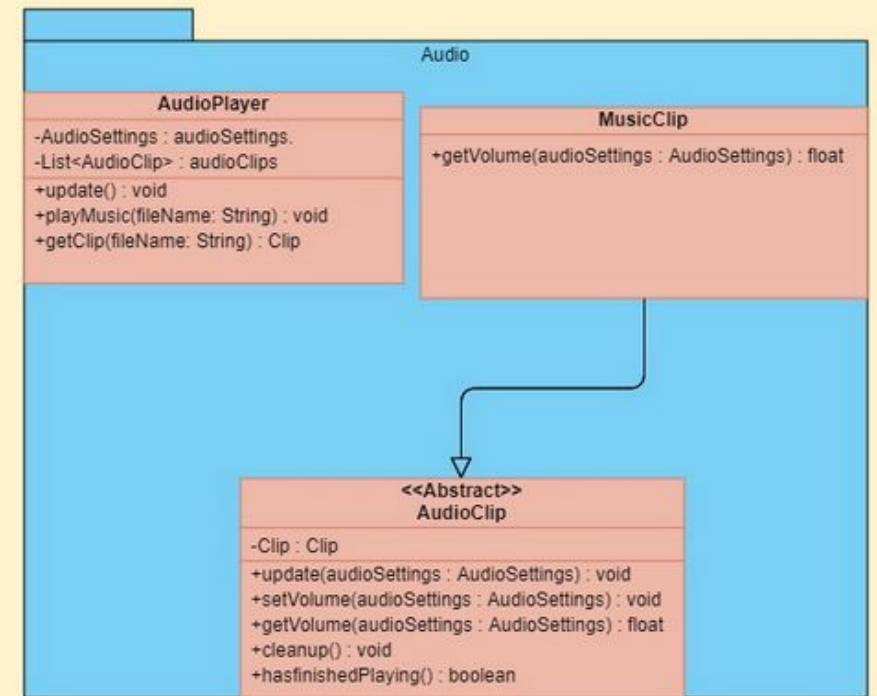 Audio
AudioPlayer
-AudioSettings : audioSettings.
-List<AudioClip> : audioClips
+update() : void
+playMusic(fileName: String) : void
+getClip(fileName: String) : Clip
MusicClip
+getVolume(audioSettings : AudioSettings) : float
<<Abstract>>
AudioClip
-Clip : Clip
+update(audioSettings : AudioSettings) : void
+setVolume(audioSettings : AudioSettings) : void
+getVolume(audioSettings : AudioSettings) : float
+cleanup() : void
+hasfinishedPlaying() : boolean